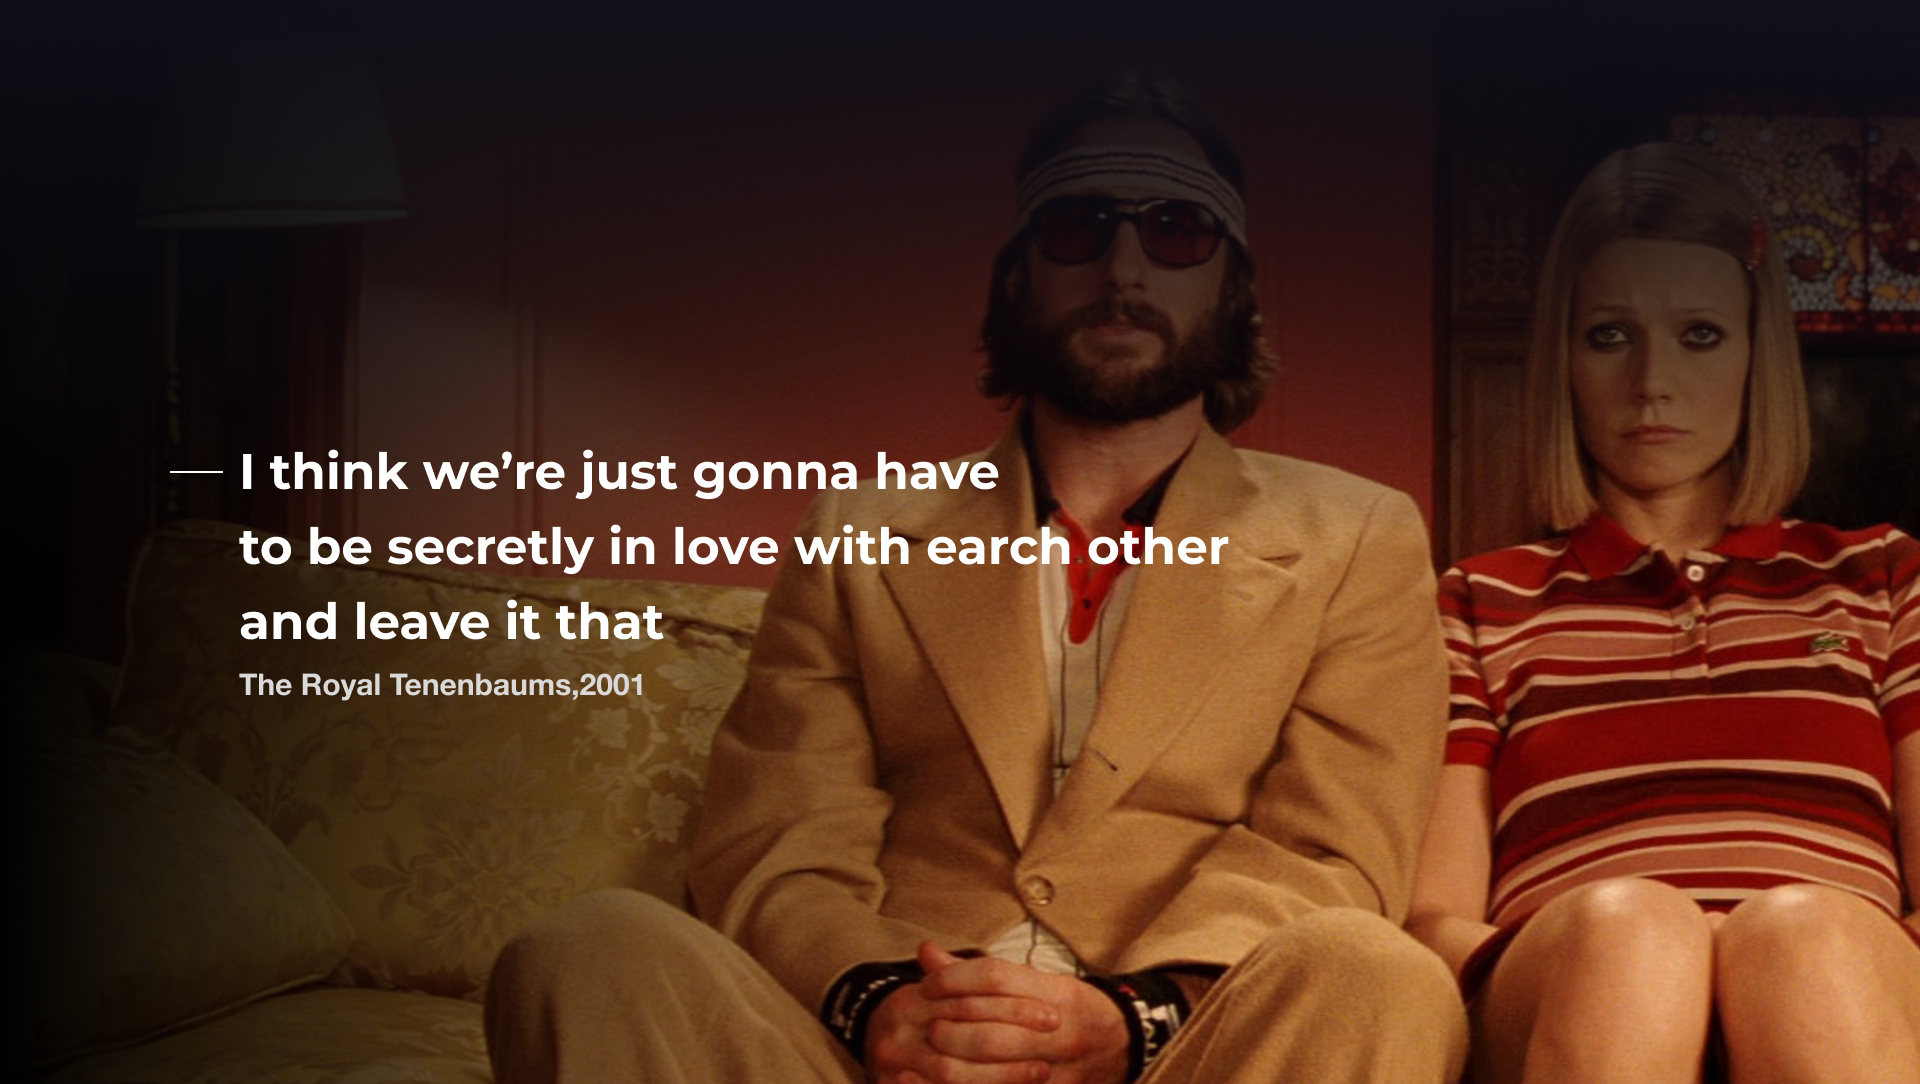 I think we’re just gonna have
to be secretly in love with earch other
and leave it that
The Royal Tenenbaums,2001